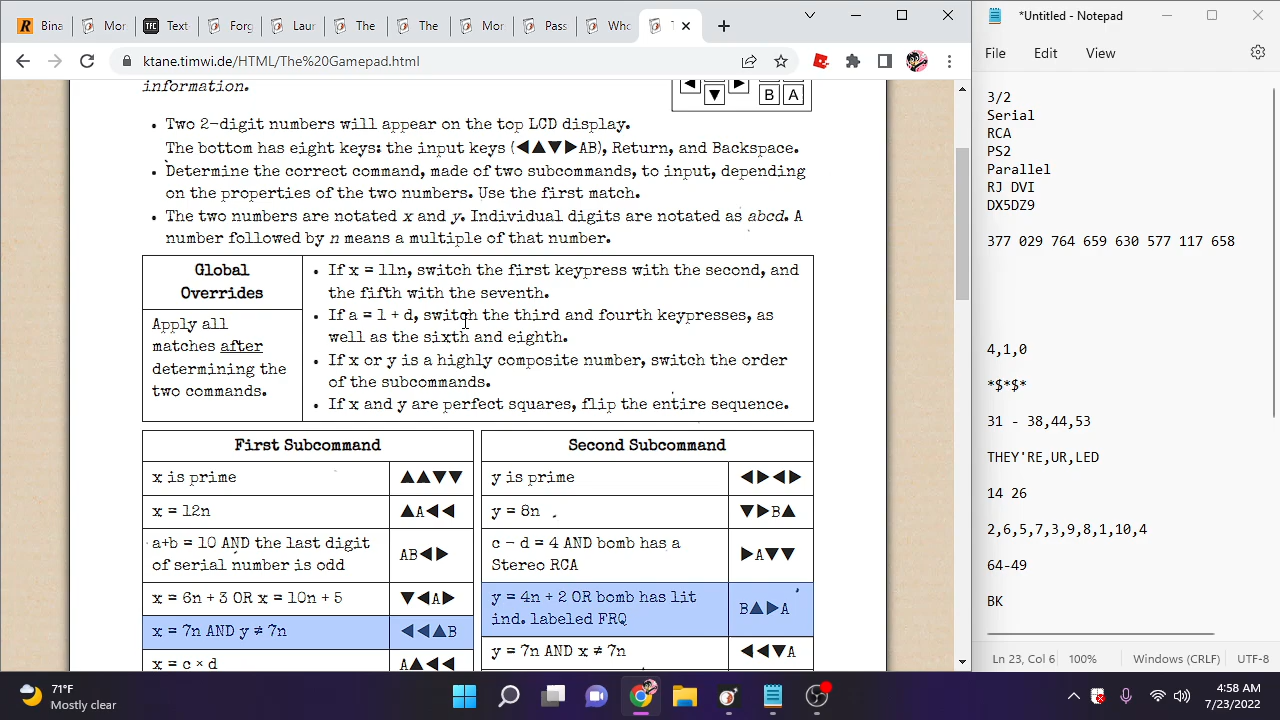 Bina
Mor
Text
Forg
Jur
The
The
Mor
Pas
Who
T
*Untitled - Notepad
ktane.timwi.de/HTML/The%20Gamepad.html
File Edit View
information.
◀ ▼ ▶ B A
• Two 2-digit numbers will appear on the top LCD display.
The bottom has eight keys: the input keys (◀▲▼▶AB), Return, and Backspace.
• Determine the correct command, made of two subcommands, to input, depending
on the properties of the two numbers. Use the first match.
• The two numbers are notated x and y. Individual digits are notated as abcd. A
number followed by n means a multiple of that number.
Global
Overrides
Apply all
matches after
determining the
two commands.
• If x = 11n, switch the first keypress with the second, and
the fifth with the seventh.
• If a = 1 + d, switch the third and fourth keypresses, as
well as the sixth and eighth.
• If x or y is a highly composite number, switch the order
of the subcommands.
• If x and y are perfect squares, flip the entire sequence.
First Subcommand
x is prime ▲▲▼▼
x = 12n ▲A◀◀
a+b = 10 AND the last digit
of serial number is odd AB◀▶
x = 6n + 3 OR x = 10n + 5 ▼◀A▶
x = 7n AND y ≠ 7n ◀◀▲B
x = c × d A▲◀◀
Second Subcommand
y is prime ◀▶◀▶
y = 8n ▼▶B▲
c - d = 4 AND bomb has a
Stereo RCA ▶A▼▼
y = 4n + 2 OR bomb has lit
ind. labeled FRQ B▲▶A
y = 7n AND x ≠ 7n ◀◀▼A
3/2
Serial
RCA
PS2
Parallel
RJ DVI
DX5DZ9
377 029 764 659 630 577 117 658
4,1,0
*$*$*
31 - 38,44,53
THEY'RE,UR,LED
14 26
2,6,5,7,3,9,8,1,10,4
64-49
BK
Ln 23, Col 6 100% Windows (CRLF) UTF-8
71°F
Mostly clear
4:58 AM
7/23/2022